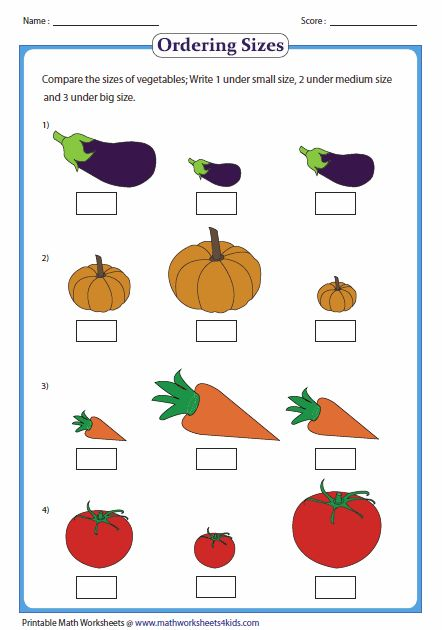 Name : Score :
Ordering Sizes
Compare the sizes of vegetables; Write 1 under small size, 2 under medium size
and 3 under big size.
1)
2)
3)
4)
Printable Math Worksheets @ www.mathworksheets4kids.com